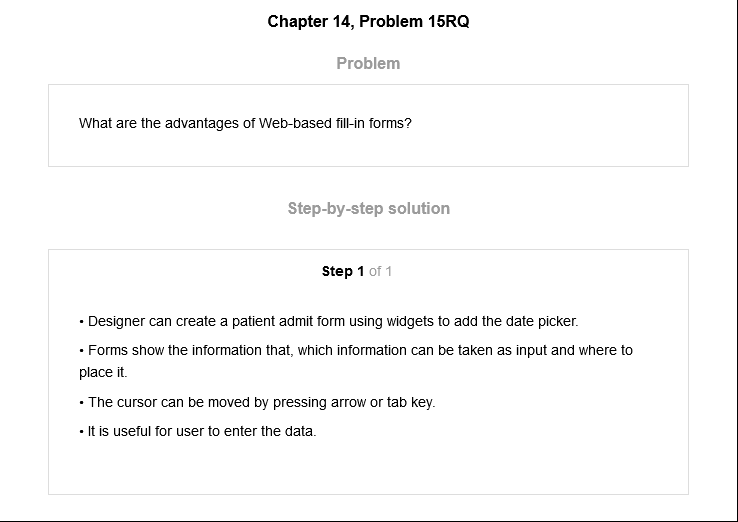 Chapter 14, Problem 15RQ
Problem
What are the advantages of Web-based fill-in forms?
Step-by-step solution
Step 1 of 1
• Designer can create a patient admit form using widgets to add the date picker.
• Forms show the information that, which information can be taken as input and where to
place it.
• The cursor can be moved by pressing arrow or tab key.
• It is useful for user to enter the data.